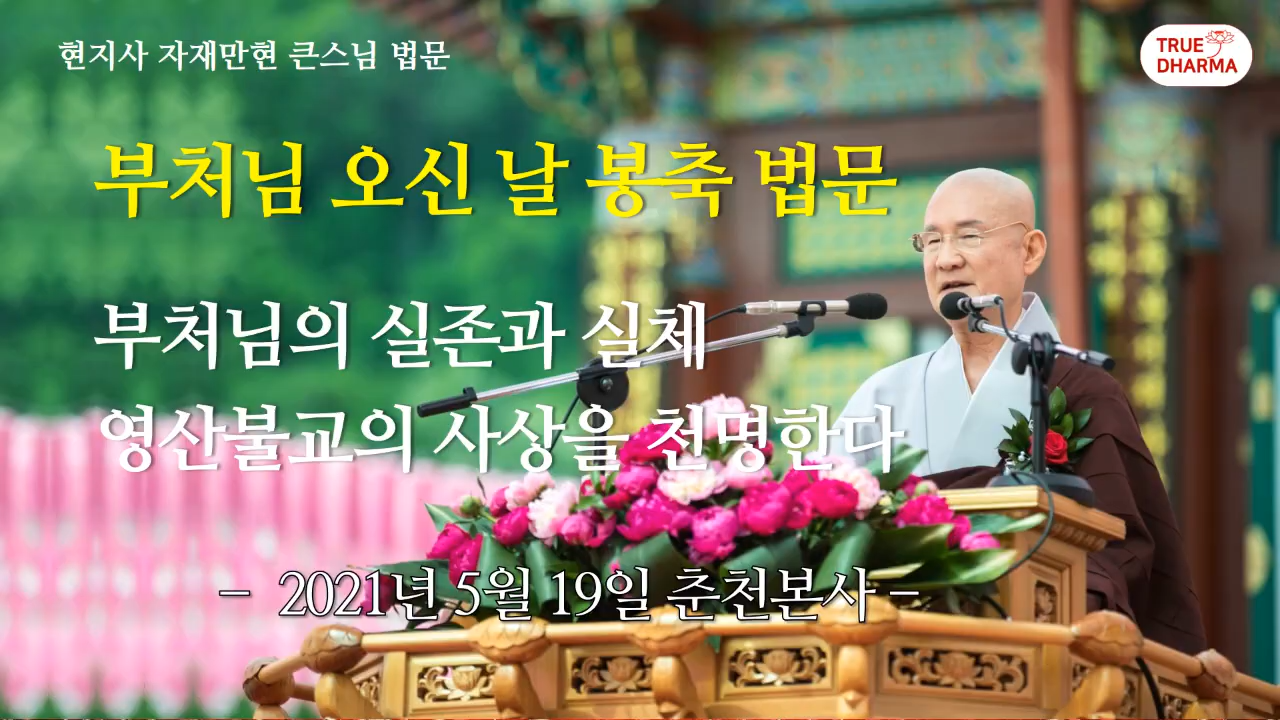 현지사 자재만현 큰스님 법문
TRUE
DHARMA
부처님 오신 날 봉축 법문
부처님의 실존과 실체
영산불교의 사상을 천명한다
- 2021년 5월 19일 춘천본사 -